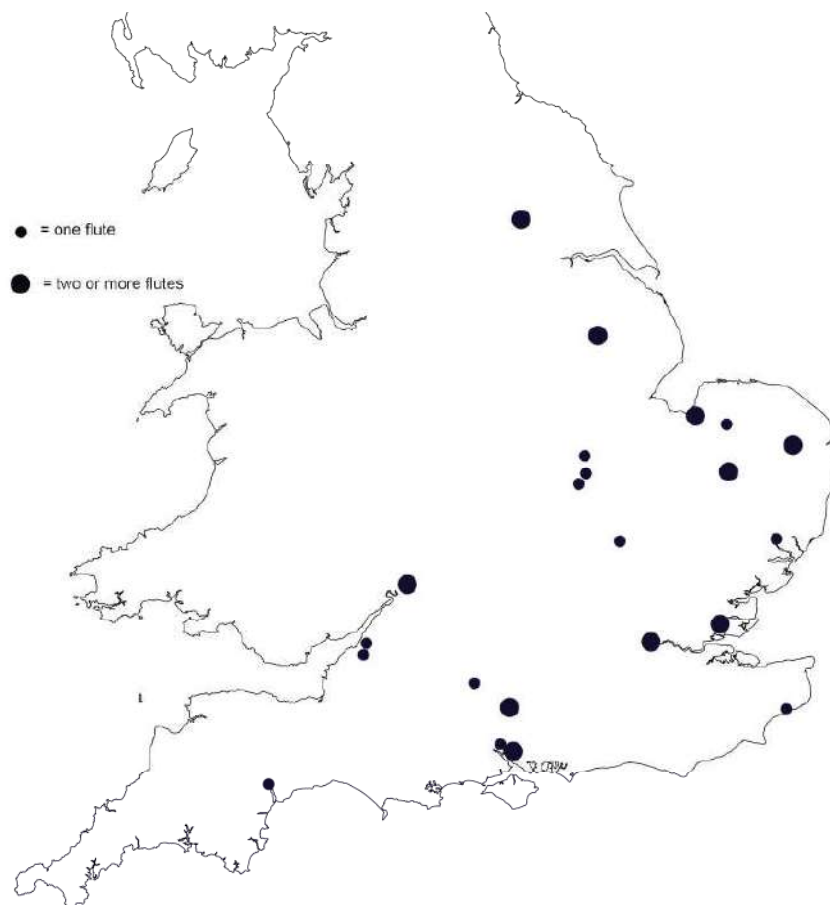 = one flute
= two or more flutes